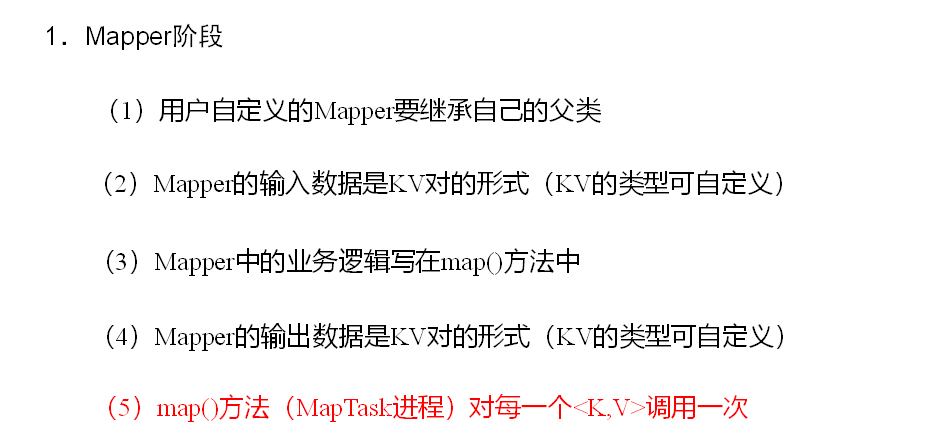 1．Mapper阶段
（1）用户自定义的Mapper要继承自己的父类
（2）Mapper的输入数据是KV对的形式（KV的类型可自定义）
（3）Mapper中的业务逻辑写在map()方法中
（4）Mapper的输出数据是KV对的形式（KV的类型可自定义）
（5）map()方法（MapTask进程）对每一个<K,V>调用一次